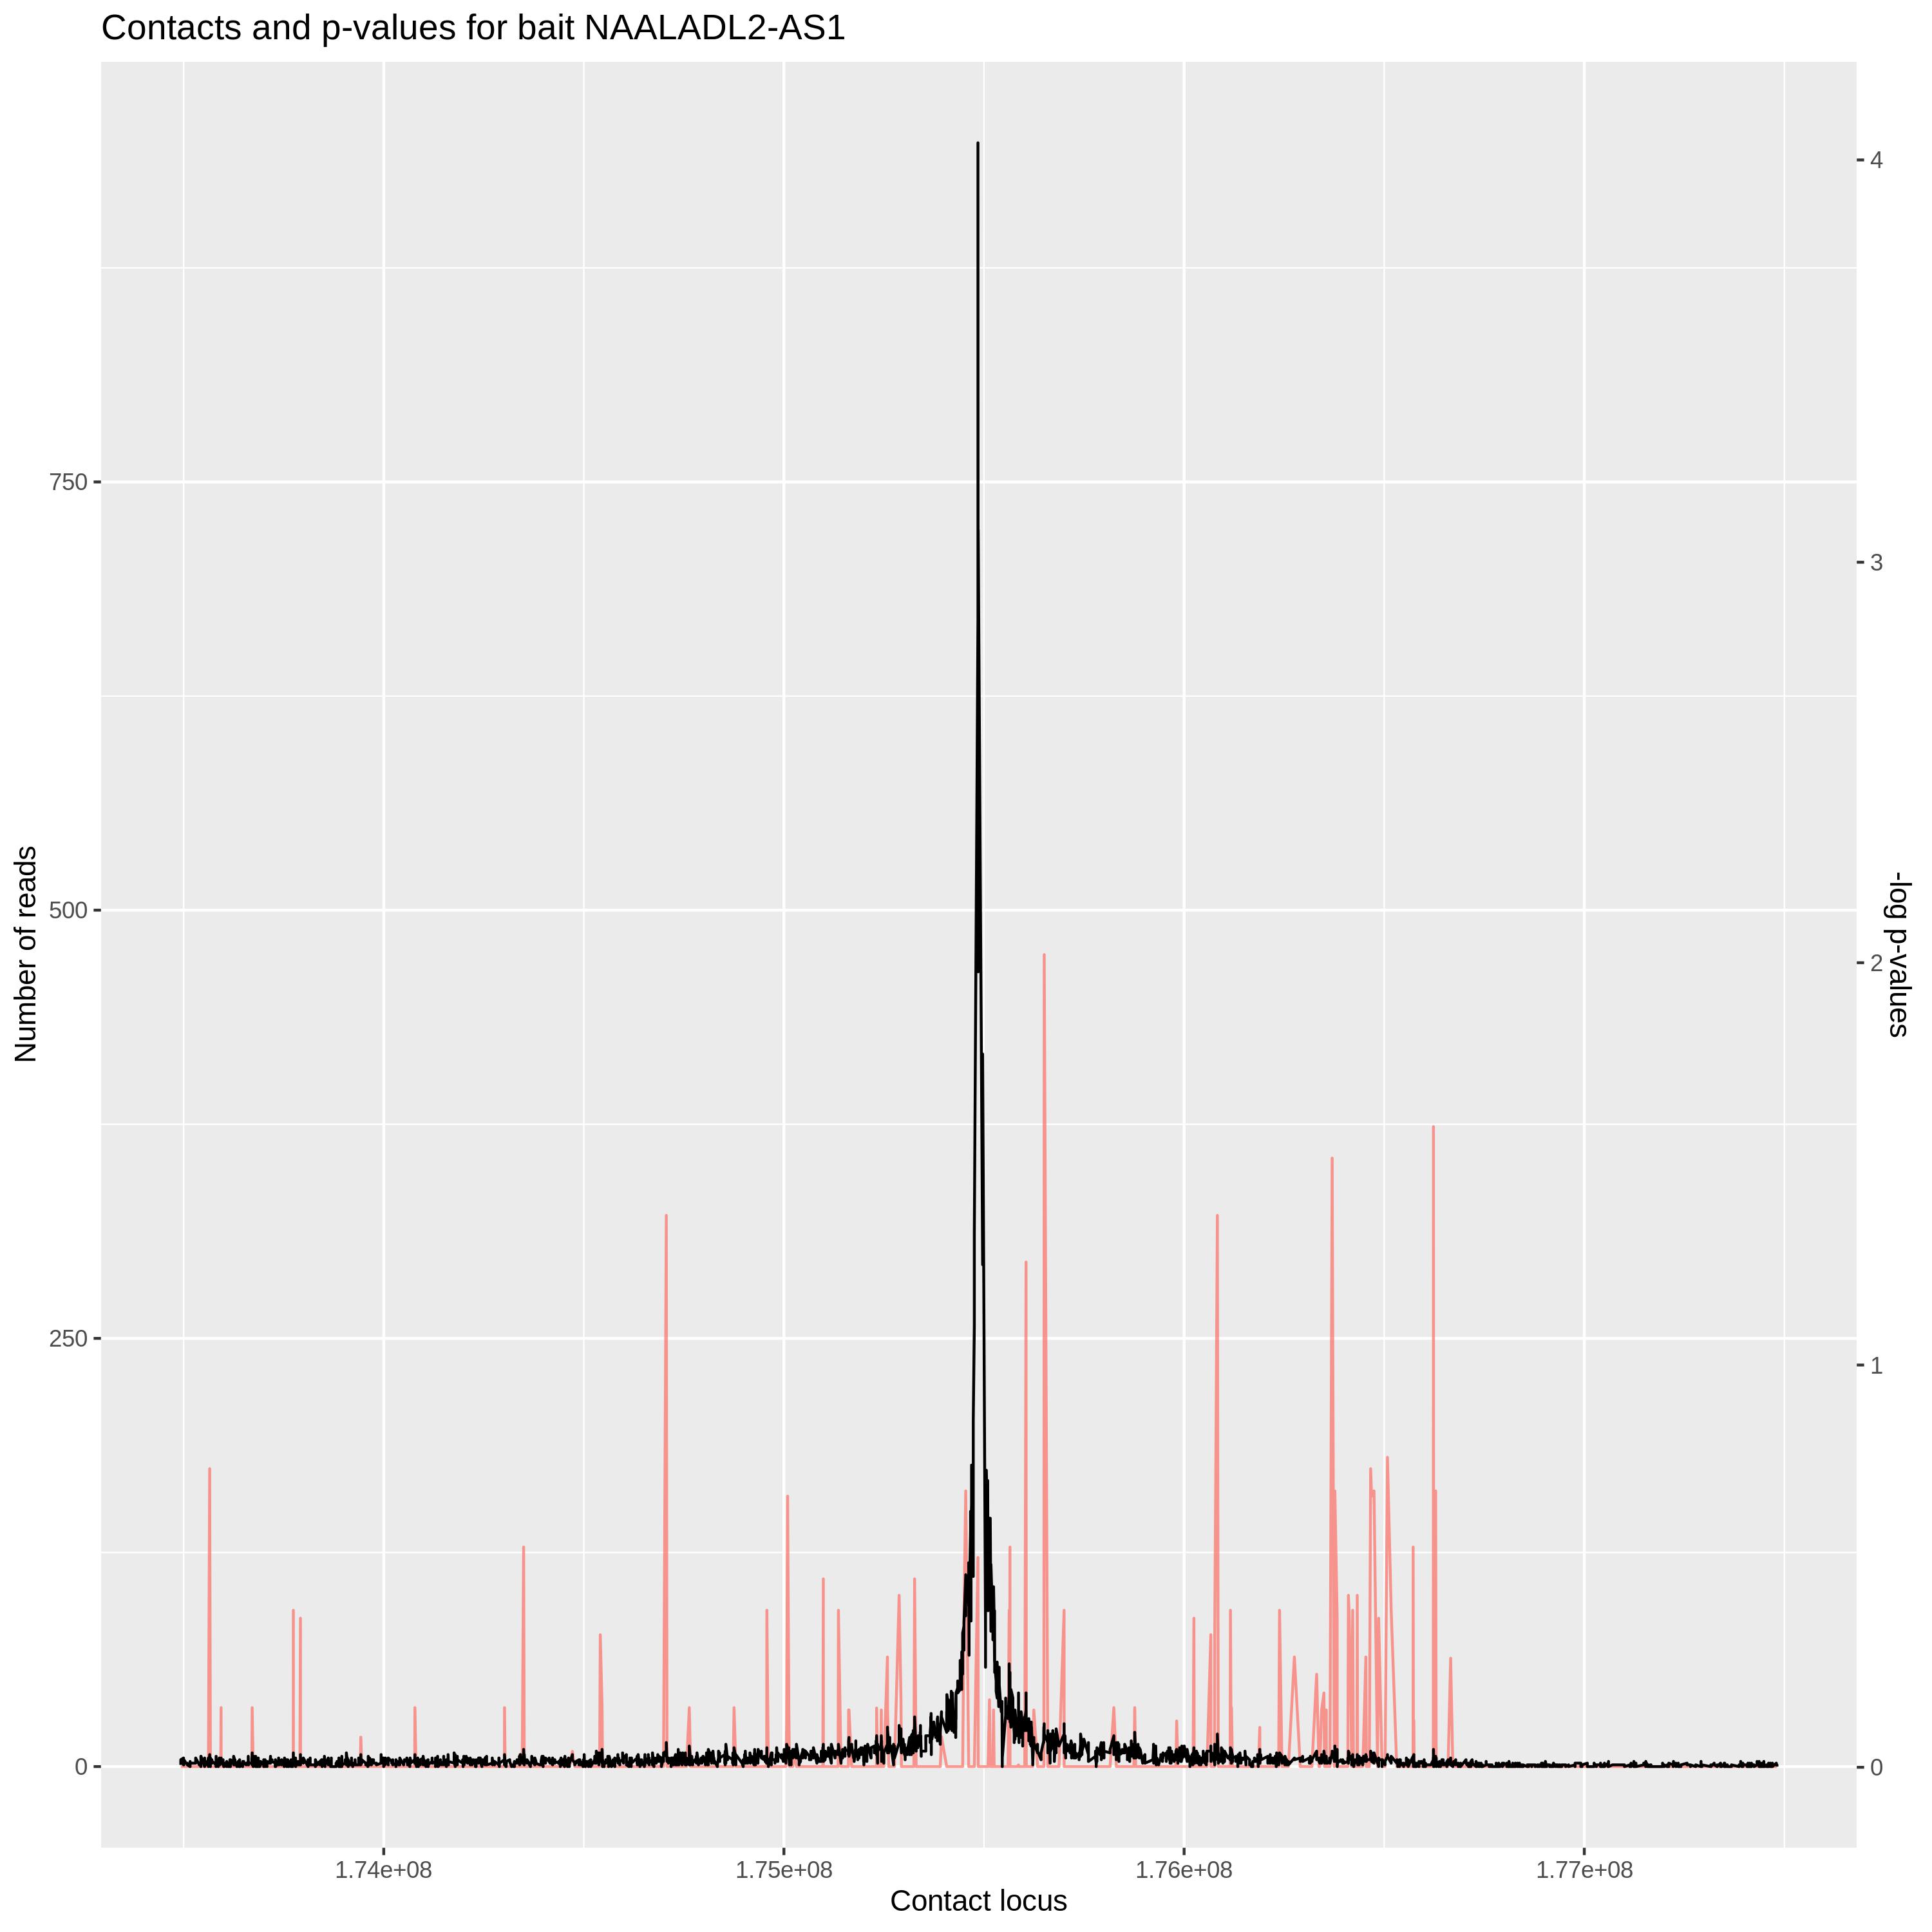 Contacts and p-values for bait NAALADL2-AS1
Number of reads
750
500
250
0
4
3
2
1
0
-log p-values
1.74e+08
1.75e+08
1.76e+08
1.77e+08
Contact locus